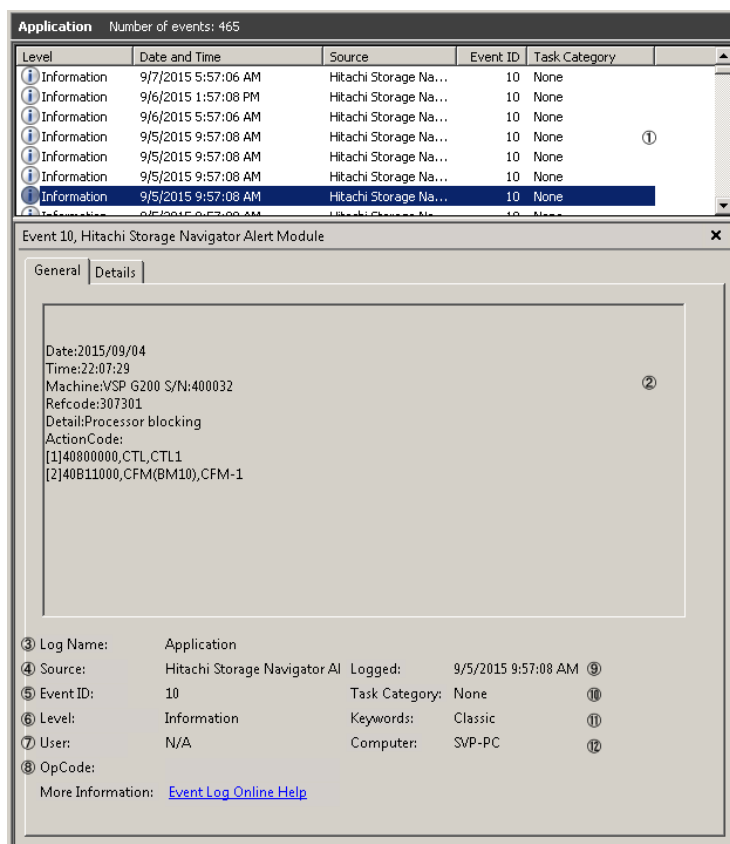 Application Number of events: 465
Level Date and Time Source Event ID Task Category
Information 9/7/2015 5:57:06 AM Hitachi Storage Na... 10 None
Information 9/6/2015 1:57:08 PM Hitachi Storage Na... 10 None
Information 9/6/2015 5:57:06 AM Hitachi Storage Na... 10 None
Information 9/5/2015 9:57:08 AM Hitachi Storage Na... 10 None ①
Information 9/5/2015 9:57:08 AM Hitachi Storage Na... 10 None
Information 9/5/2015 9:57:08 AM Hitachi Storage Na... 10 None
Information 9/5/2015 9:57:08 AM Hitachi Storage Na... 10 None
Event 10, Hitachi Storage Navigator Alert Module
General Details
Date:2015/09/04
Time:22:07:29
Machine:VSP G200 S/N:400032 ②
Refcode:307301
Detail:Processor blocking
ActionCode:
[1]40800000,CTL,CTL1
[2]40B11000,CFM(BM10),CFM-1
③ Log Name: Application
④ Source: Hitachi Storage Navigator Al Logged: 9/5/2015 9:57:08 AM ⑨
⑤ Event ID: 10 Task Category: None ⑩
⑥ Level: Information Keywords: Classic ⑪
⑦ User: N/A Computer: SVP-PC ⑫
⑧ OpCode:
More Information: Event Log Online Help